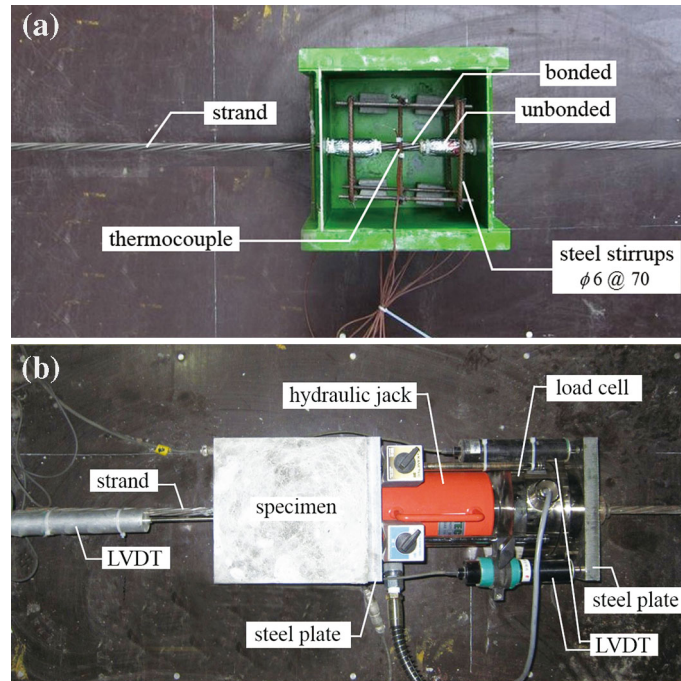 (a)
bonded
strand
unbonded
thermocouple
steel stirrups
ϕ6 @ 70
(b)
hydraulic jack
load cell
strand
specimen
LVDT
steel plate
steel plate
LVDT